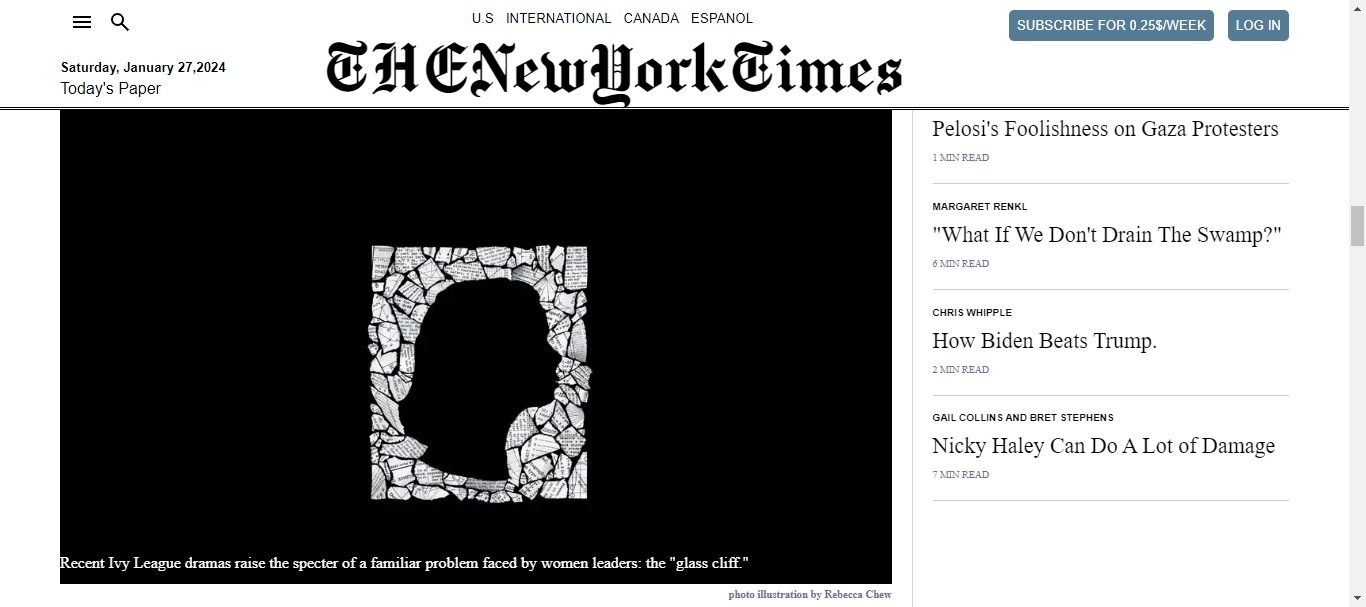 U.S INTERNATIONAL CANADA ESPANOL
SUBSCRIBE FOR 0.25$/WEEK
LOG IN
Saturday, January 27,2024
Today's Paper
THE New York Times
Pelosi's Foolishness on Gaza Protesters
1 MIN READ
MARGARET RENKL
"What If We Don't Drain The Swamp?"
6 MIN READ
CHRIS WHIPPLE
How Biden Beats Trump.
2 MIN READ
GAIL COLLINS AND BRET STEPHENS
Nicky Haley Can Do A Lot of Damage
7 MIN READ
Recent Ivy League dramas raise the specter of a familiar problem faced by women leaders: the "glass cliff."
photo illustration by Rebecca Chew